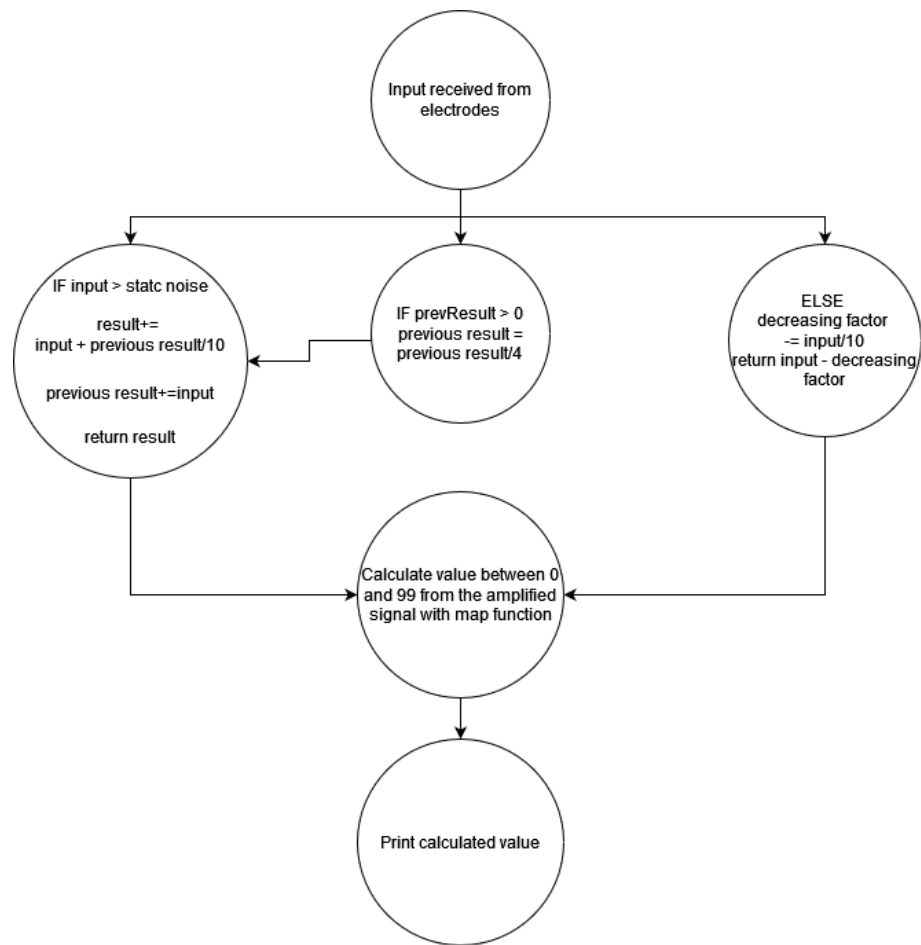 Input received from
electrodes
IF input > statc noise
result+=
input + previous result/10
previous result+=input
return result
IF prevResult > 0
previous result =
previous result/4
ELSE
decreasing factor
-= input/10
return input - decreasing
factor
Calculate value between 0
and 99 from the amplified
signal with map function
Print calculated value